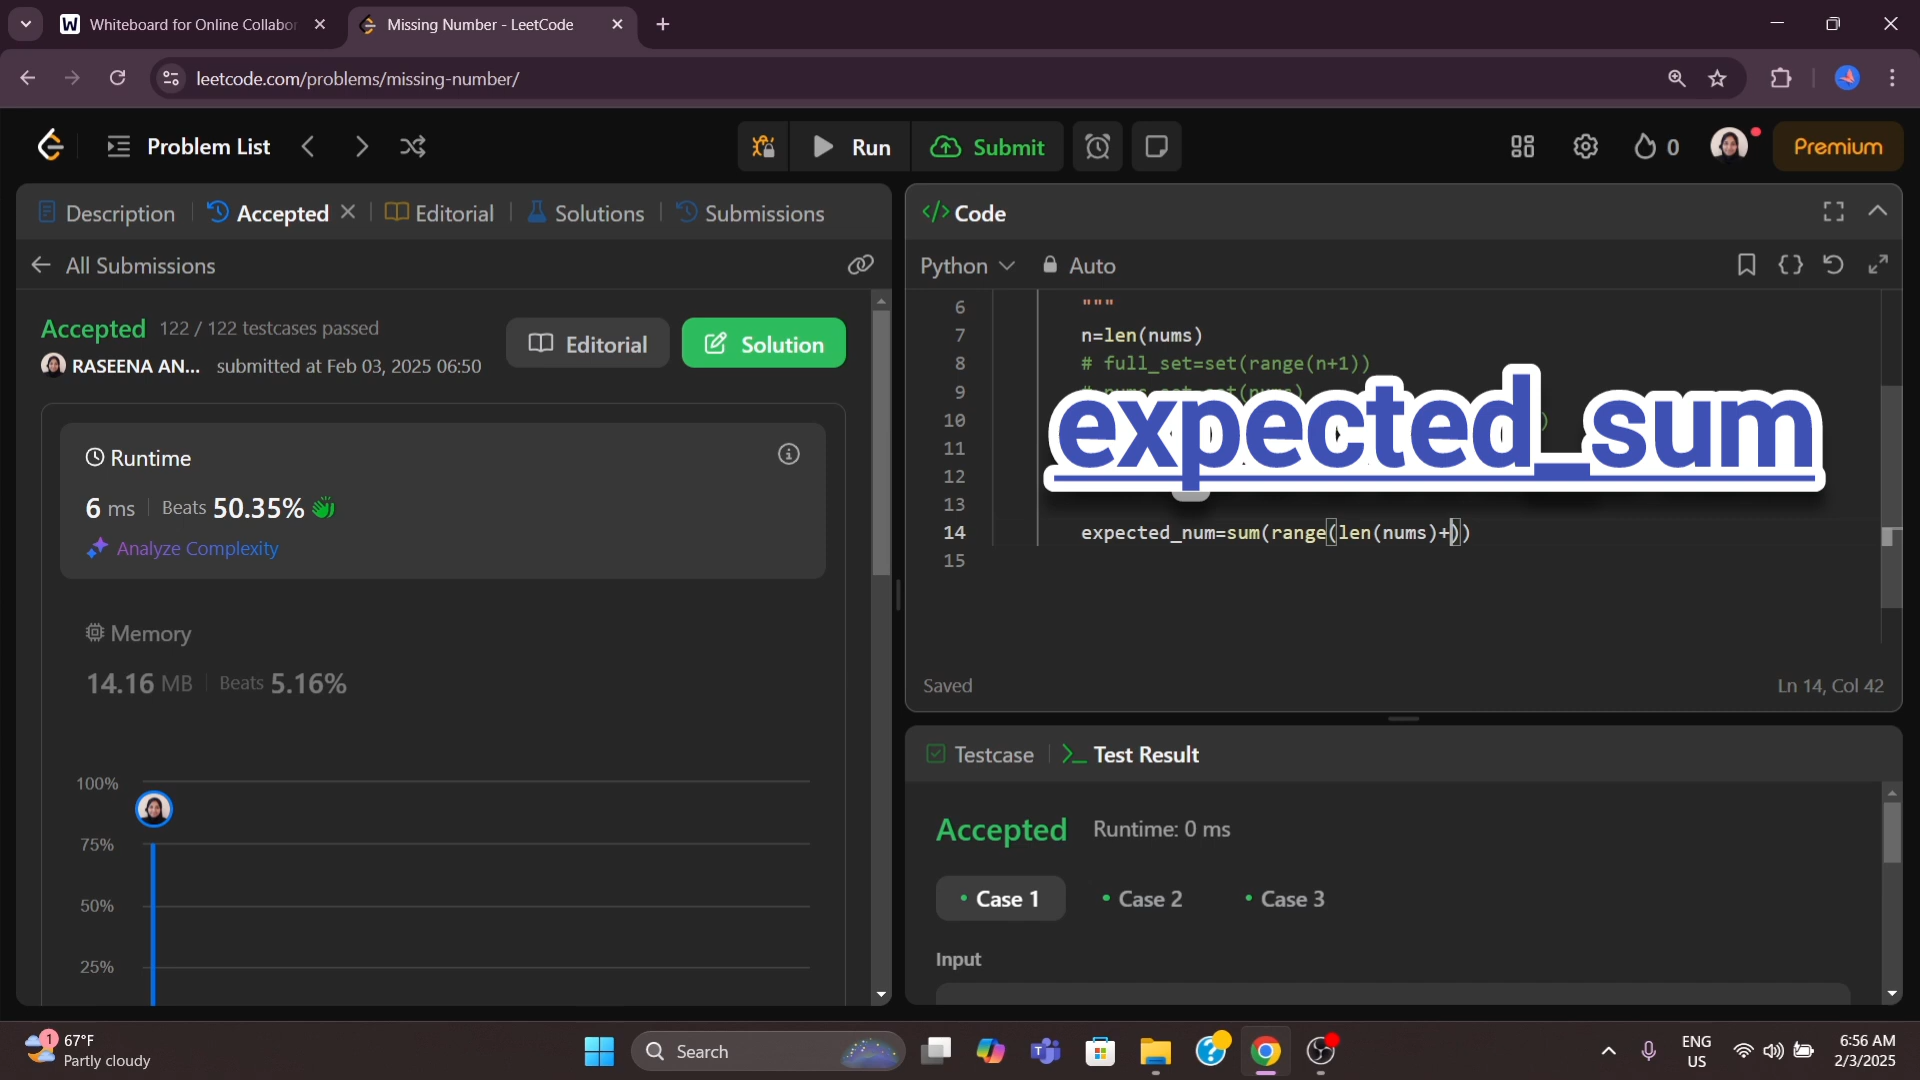 Whiteboard for Online Collabor
Missing Number - LeetCode
leetcode.com/problems/missing-number/
Problem List
Run
Submit
0
Premium
Description
Accepted
Editorial
Solutions
Submissions
</> Code
All Submissions
Python
Auto
Accepted 122 / 122 testcases passed
RASEENA AN... submitted at Feb 03, 2025 06:50
Editorial
Solution
Runtime
6 ms | Beats 50.35%
Analyze Complexity
Memory
14.16 MB | Beats 5.16%
100%
75%
50%
25%
6 """
7 n=len(nums)
8 # full_set=set(range(n+1))
9
10
11
12
13
14 expected_num=sum(range(len(nums)+))
15
expected_sum
Saved
Ln 14, Col 42
Testcase
Test Result
Accepted Runtime: 0 ms
Case 1
Case 2
Case 3
Input
1
67°F
Partly cloudy
Search
ENG
US
6:56 AM
2/3/2025